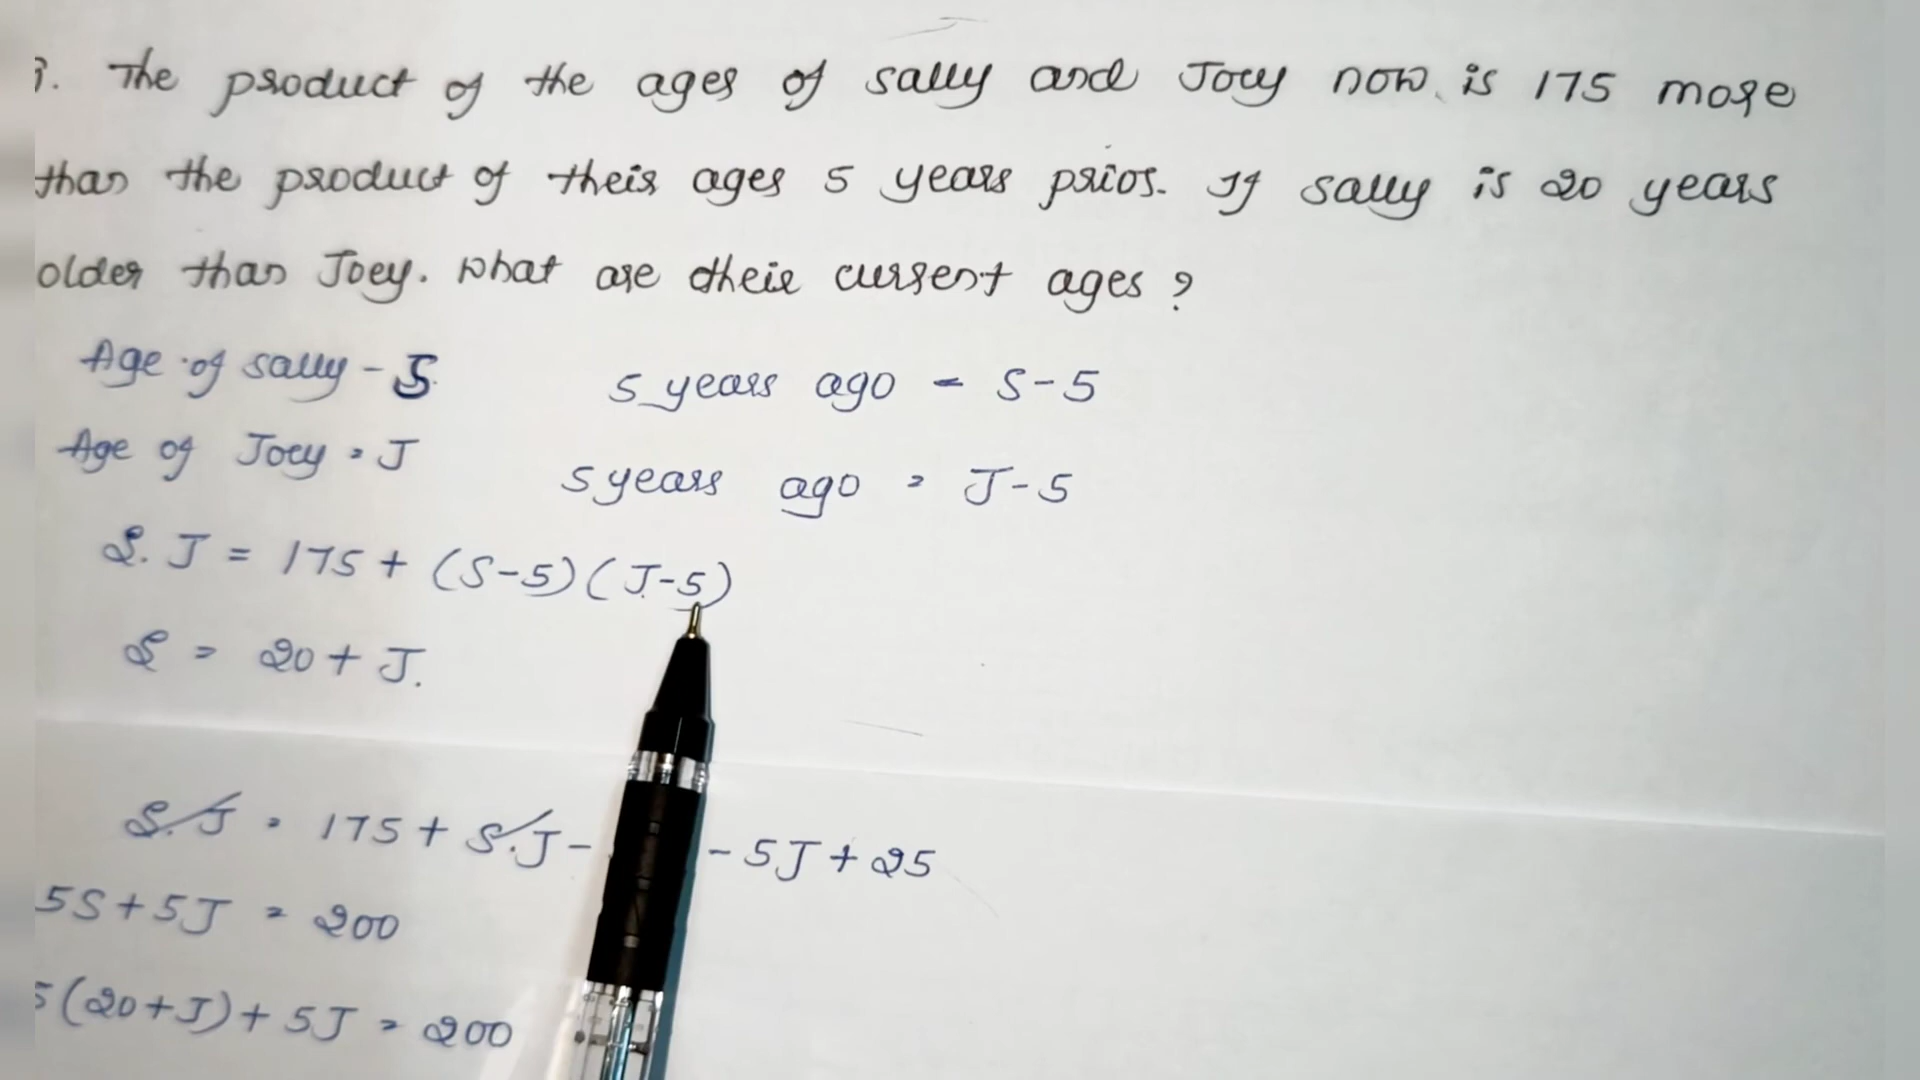 9. The product of the ages of sally and Joey now is 175 more
than the product of their ages 5 years prior. If sally is 20 years
older than Joey. What are their current ages?
Age of sally - S 5 years ago - S-5
Age of Joey = J 5 years ago = J-5
S.J = 175 + (S-5)(J-5)
S = 20 + J.
S.J = 175 + S.J - - 5J + 25
5S + 5J = 200
5(20+J) + 5J = 200